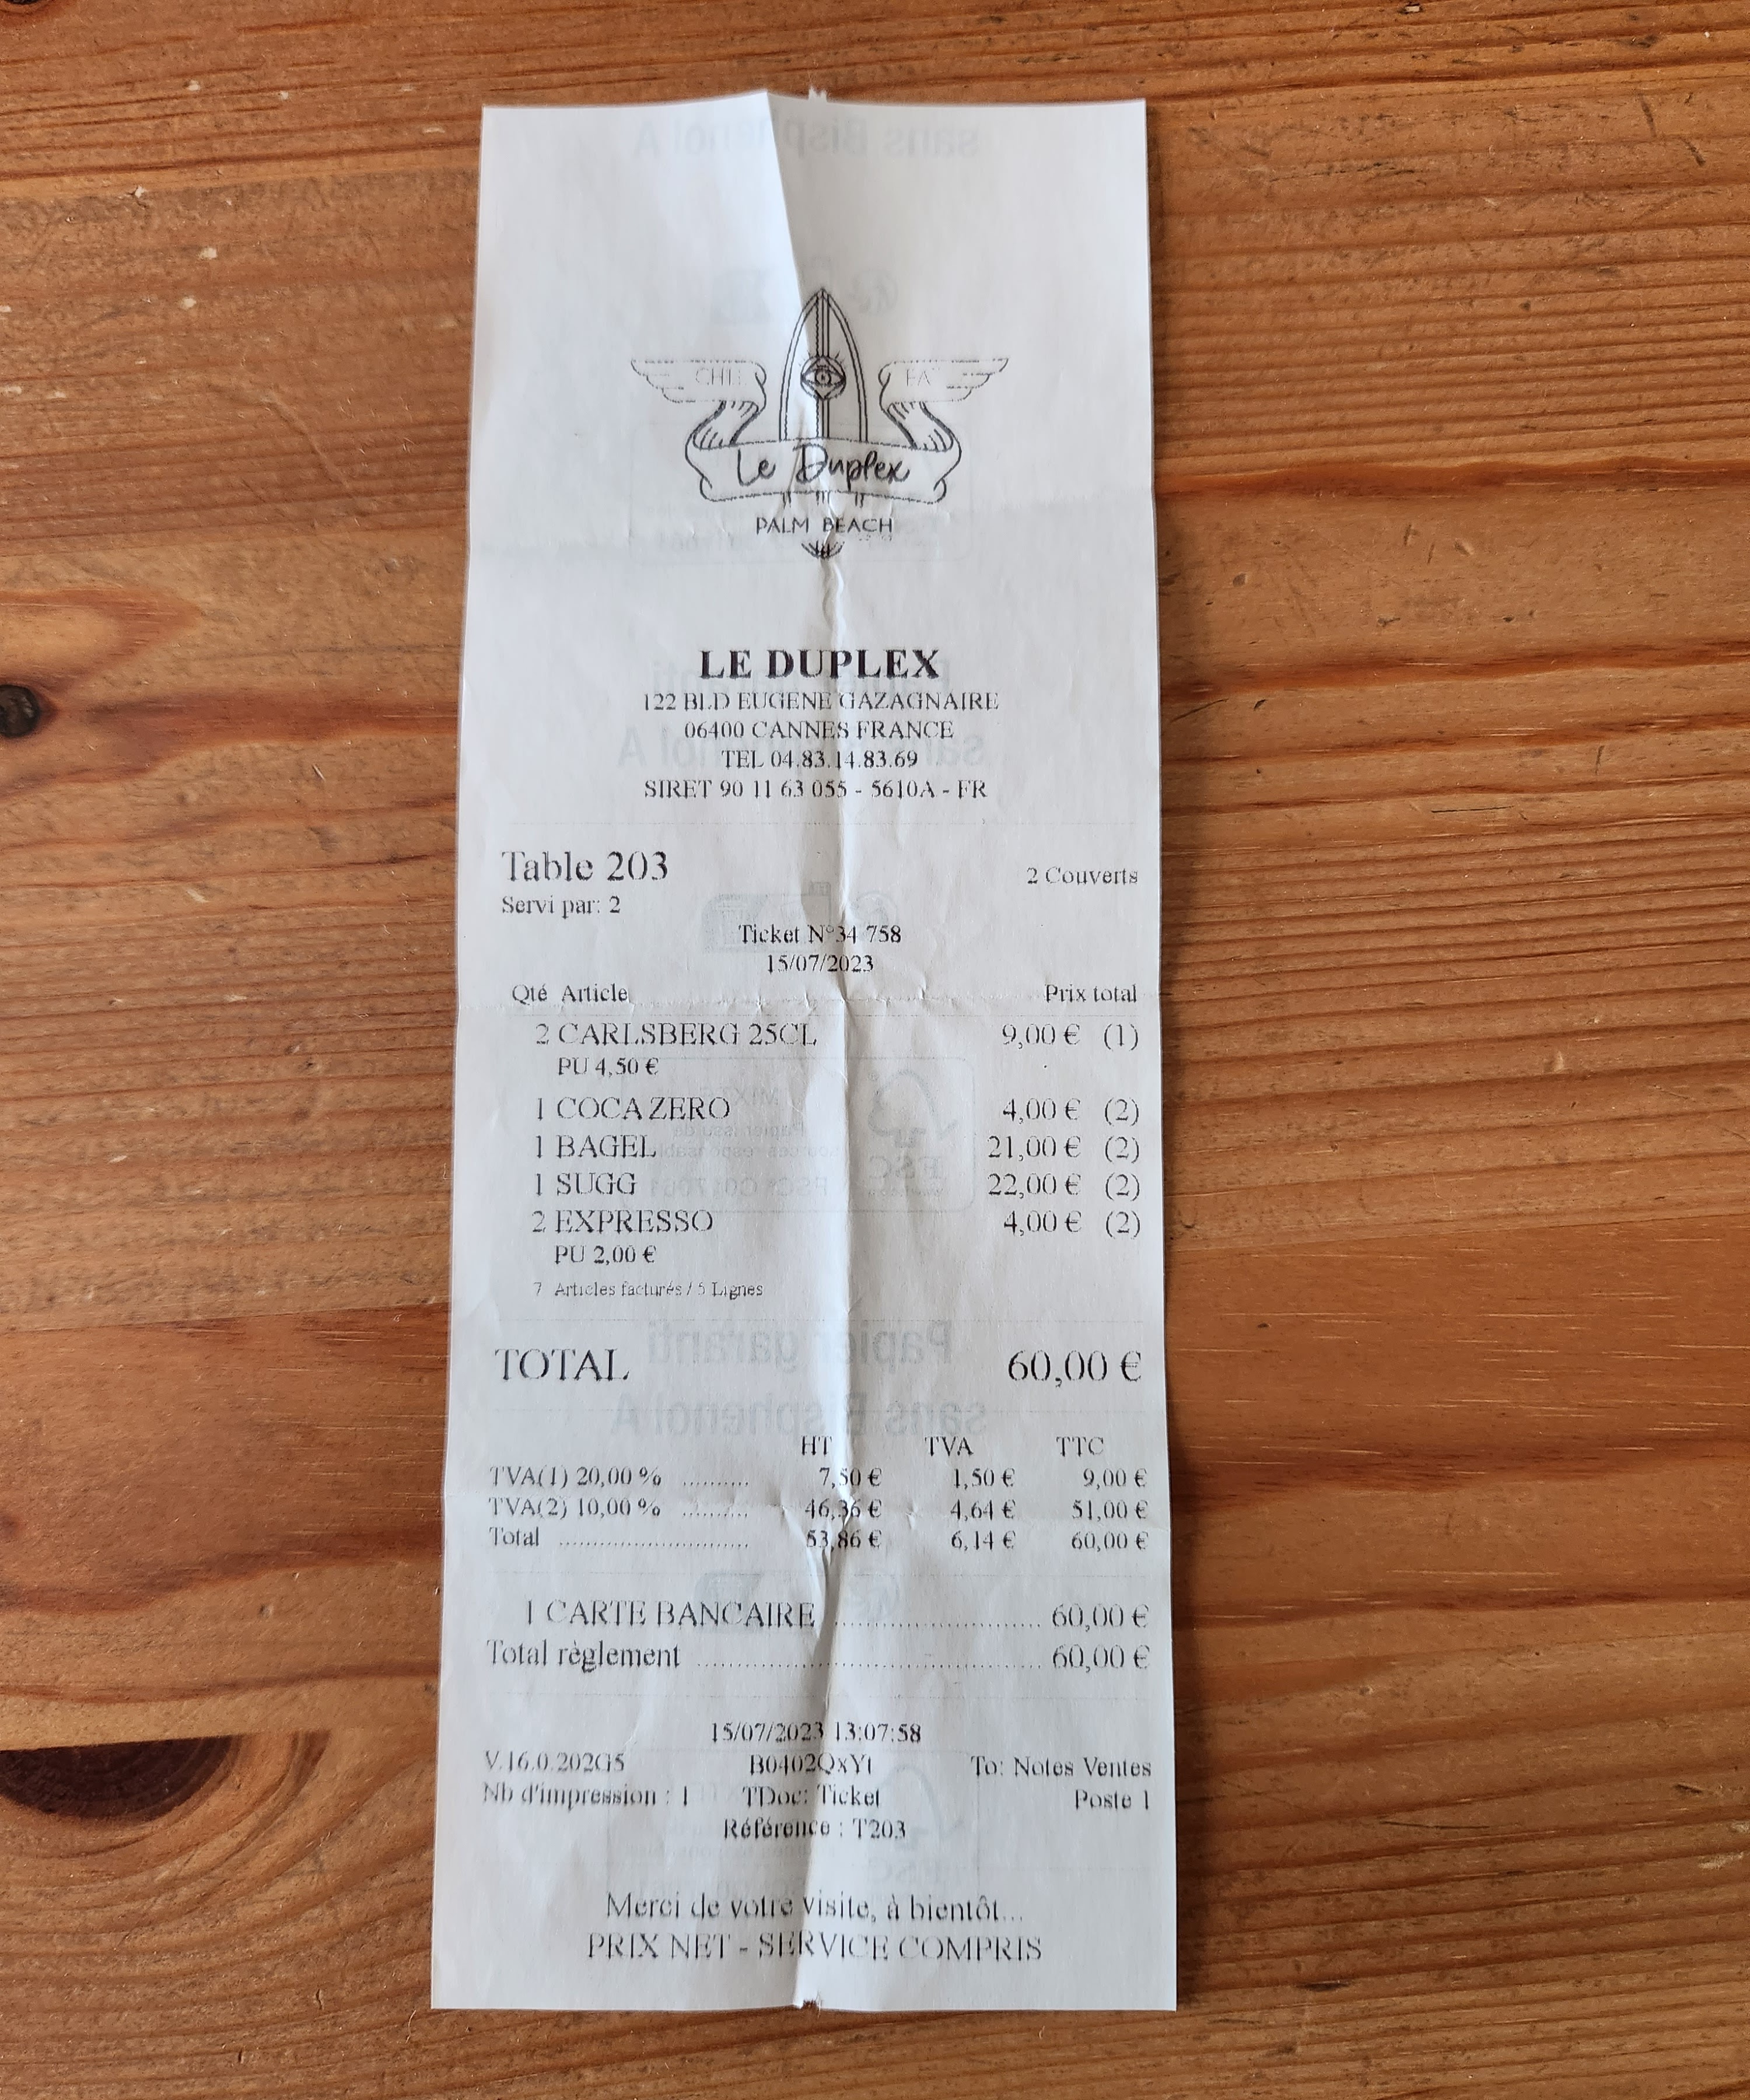 Le Duplex
PALM BEACH
LE DUPLEX
122 BLD EUGENE GAZAGNAIRE
06400 CANNES FRANCE
TEL 04.83.14.83.69
SIRET 90 11 63 055 - 5610A - FR
Table 203 2 Couverts
Servi par: 2
Ticket N°34 758
15/07/2023
Qté Article Prix total
2 CARLSBERG 25CL 9,00 € (1)
PU 4,50 €
1 COCA ZERO 4,00 € (2)
1 BAGEL 21,00 € (2)
1 SUGG 22,00 € (2)
2 EXPRESSO 4,00 € (2)
PU 2,00 €
7 Articles facturés / 5 Lignes
TOTAL 60,00 €
HT TVA TTC
TVA(1) 20,00 % .......... 7,50 € 1,50 € 9,00 €
TVA(2) 10,00 % .......... 46,36 € 4,64 € 51,00 €
Total ............................. 53,86 € 6,14 € 60,00 €
1 CARTE BANCAIRE ............................... 60,00 €
Total règlement .................................................... 60,00 €
15/07/2023 13:07:58
V.16.0.202G5 B0402QxYt To: Notes Ventes
Nb d'impression : 1 TDoc: Ticket Poste 1
Référence : T203
Merci de votre visite, à bientôt...
PRIX NET - SERVICE COMPRIS